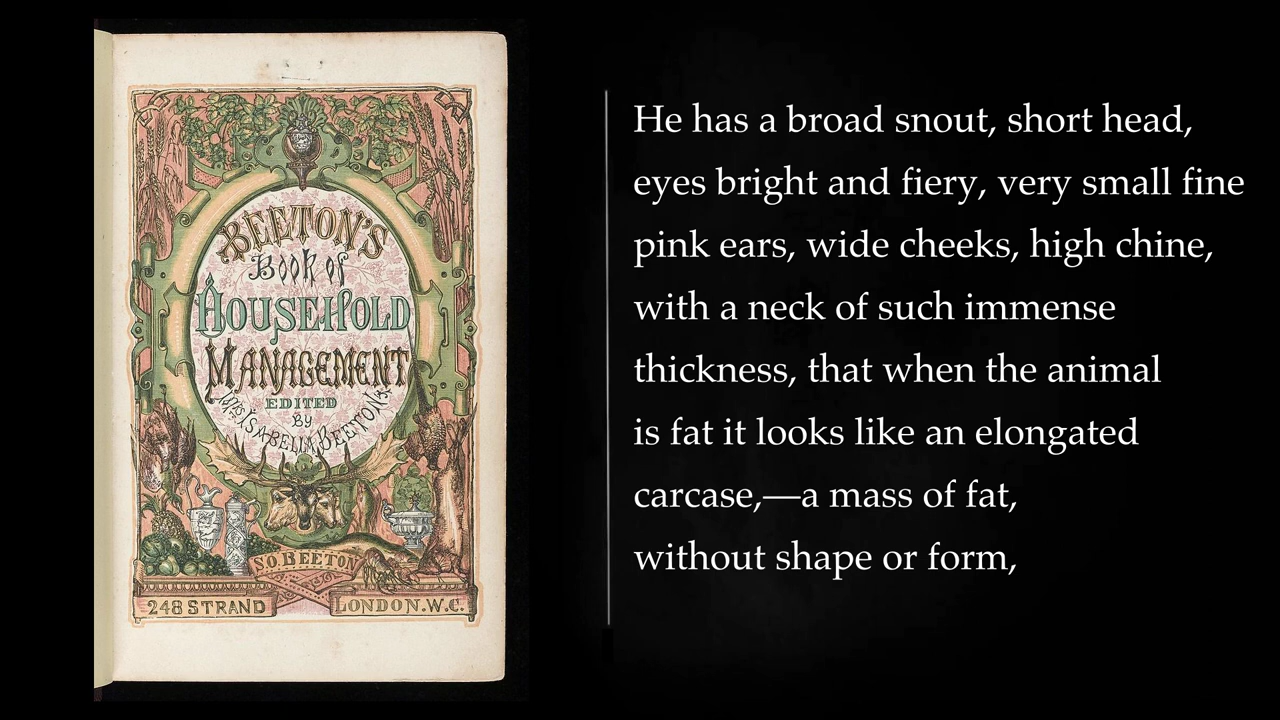 BEETON'S
Book of
HOUSEHOLD
MANAGEMENT
EDITED
BY
MRS ISABELLA BEETON
S.O. BEETON
248 STRAND
LONDON. W.C.
He has a broad snout, short head,
eyes bright and fiery, very small fine
pink ears, wide cheeks, high chine,
with a neck of such immense
thickness, that when the animal
is fat it looks like an elongated
carcase,—a mass of fat,
without shape or form,